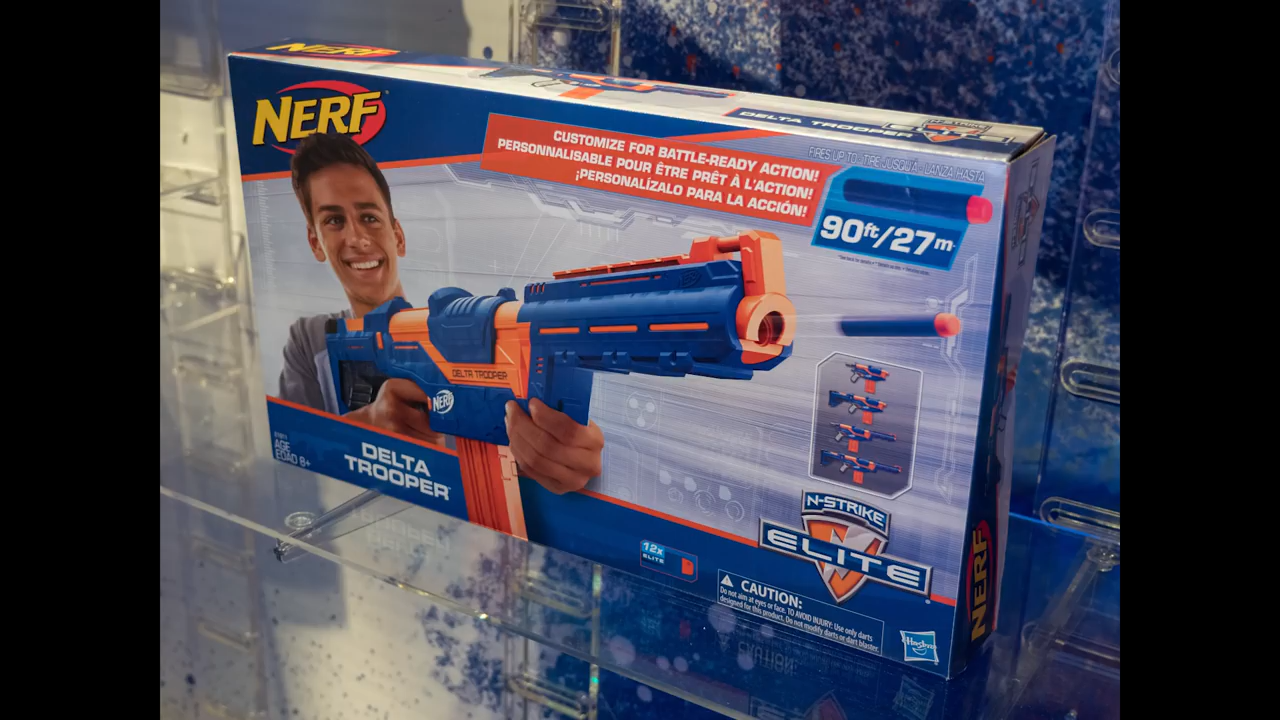 NERF
DELTA TROOPER
NERF
CUSTOMIZE FOR BATTLE-READY ACTION!
PERSONNALISABLE POUR ÊTRE PRÊT À L'ACTION!
¡PERSONALÍZALO PARA LA ACCIÓN!
FIRES UP TO · TIRE JUSQU'À · LANZA HASTA
90ft/27m
DELTA TROOPER
NERF
AGE
EDAD 8+
DELTA
TROOPER
12x
ELITE
N-STRIKE
ELITE
CAUTION:
Do not aim at eyes or face. TO AVOID INJURY: Use only darts
designed for this product. Do not modify darts or dart blaster.
Hasbro
NERF